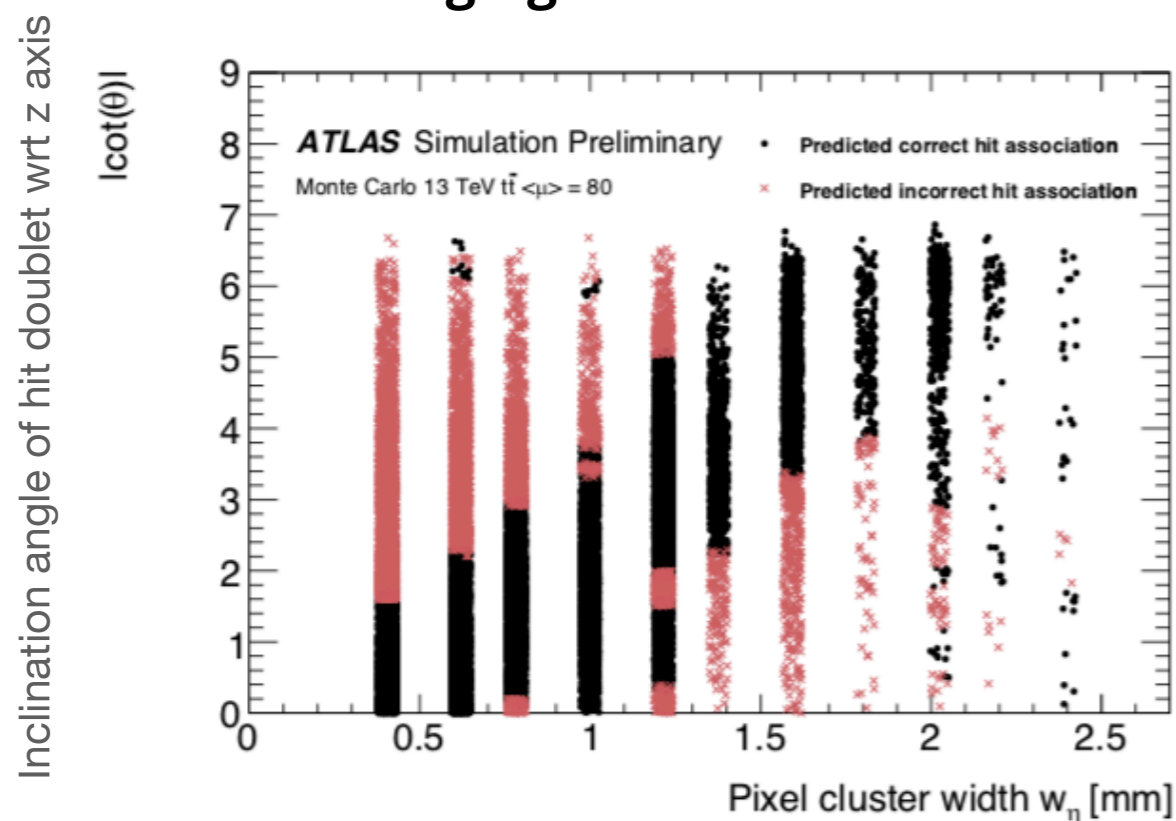 Inclination angle of hit doublet wrt z axis
|cot(θ)|
ATLAS Simulation Preliminary
Monte Carlo 13 TeV tt̄ <μ> = 80
Predicted correct hit association
Predicted incorrect hit association
9
8
7
6
5
4
3
2
1
0
0 0.5 1 1.5 2 2.5
Pixel cluster width wη [mm]